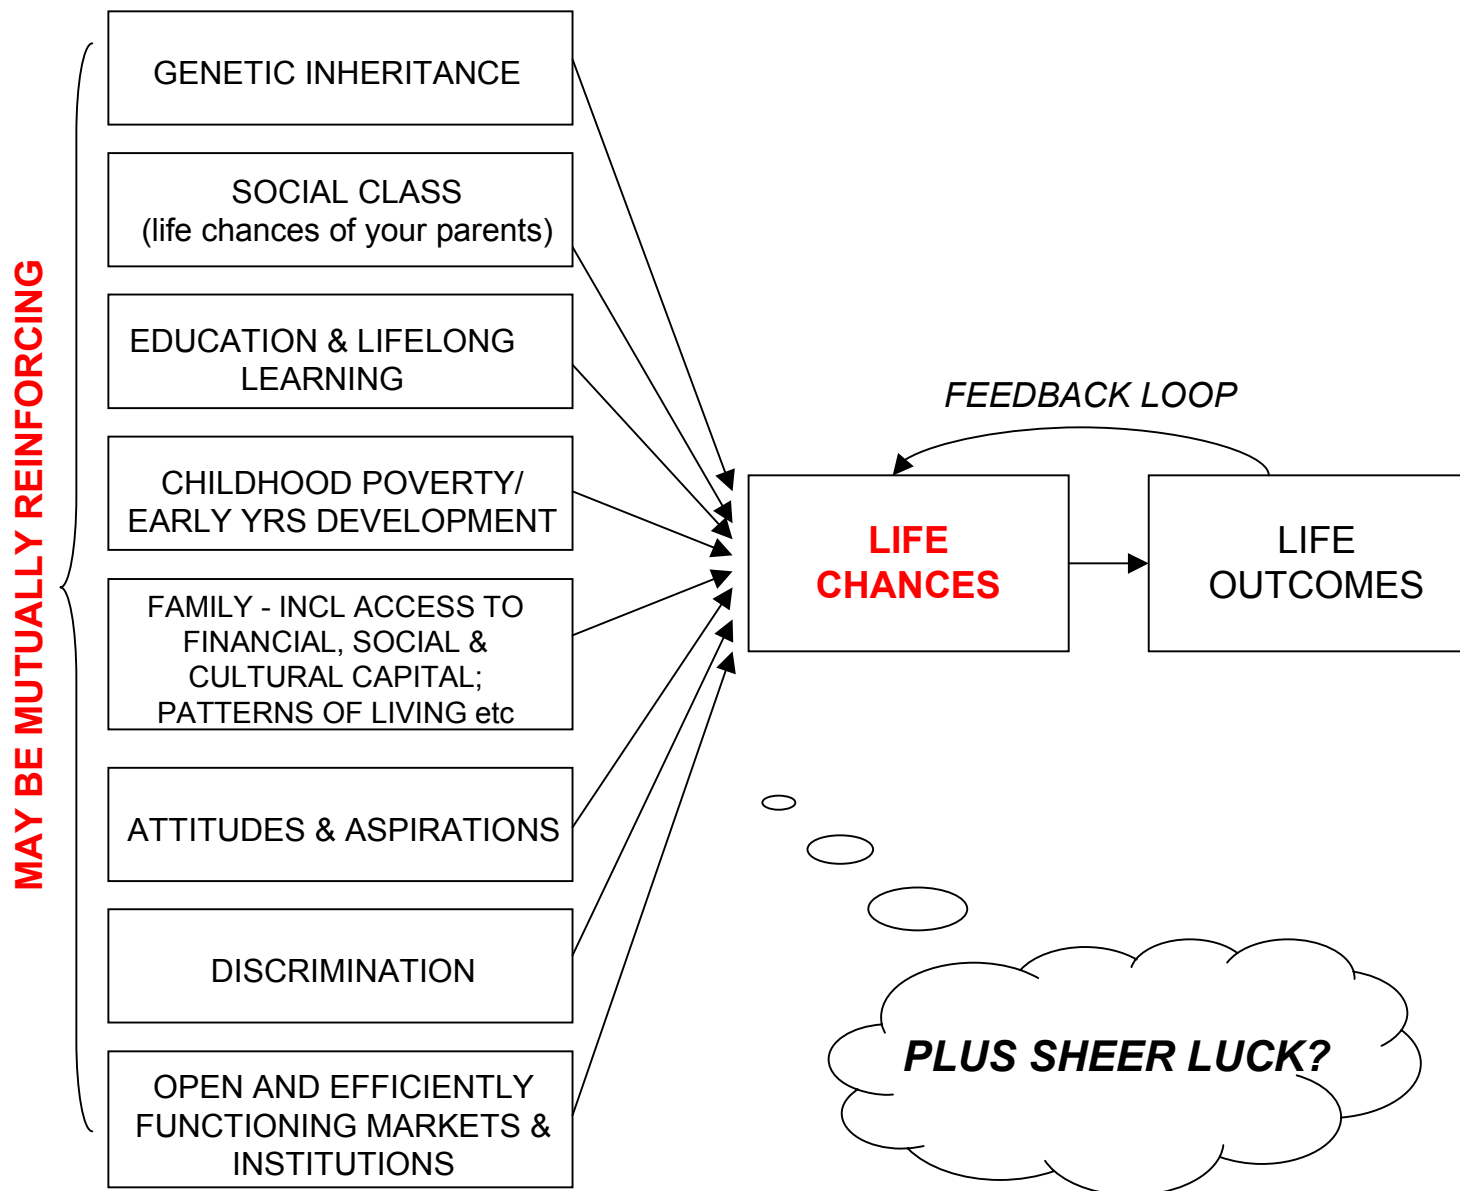 MAY BE MUTUALLY REINFORCING
GENETIC INHERITANCE
SOCIAL CLASS
(life chances of your parents)
EDUCATION & LIFELONG
LEARNING
CHILDHOOD POVERTY/
EARLY YRS DEVELOPMENT
FAMILY - INCL ACCESS TO
FINANCIAL, SOCIAL &
CULTURAL CAPITAL;
PATTERNS OF LIVING etc
ATTITUDES & ASPIRATIONS
DISCRIMINATION
OPEN AND EFFICIENTLY
FUNCTIONING MARKETS &
INSTITUTIONS
FEEDBACK LOOP
LIFE
CHANCES
LIFE
OUTCOMES
PLUS SHEER LUCK?